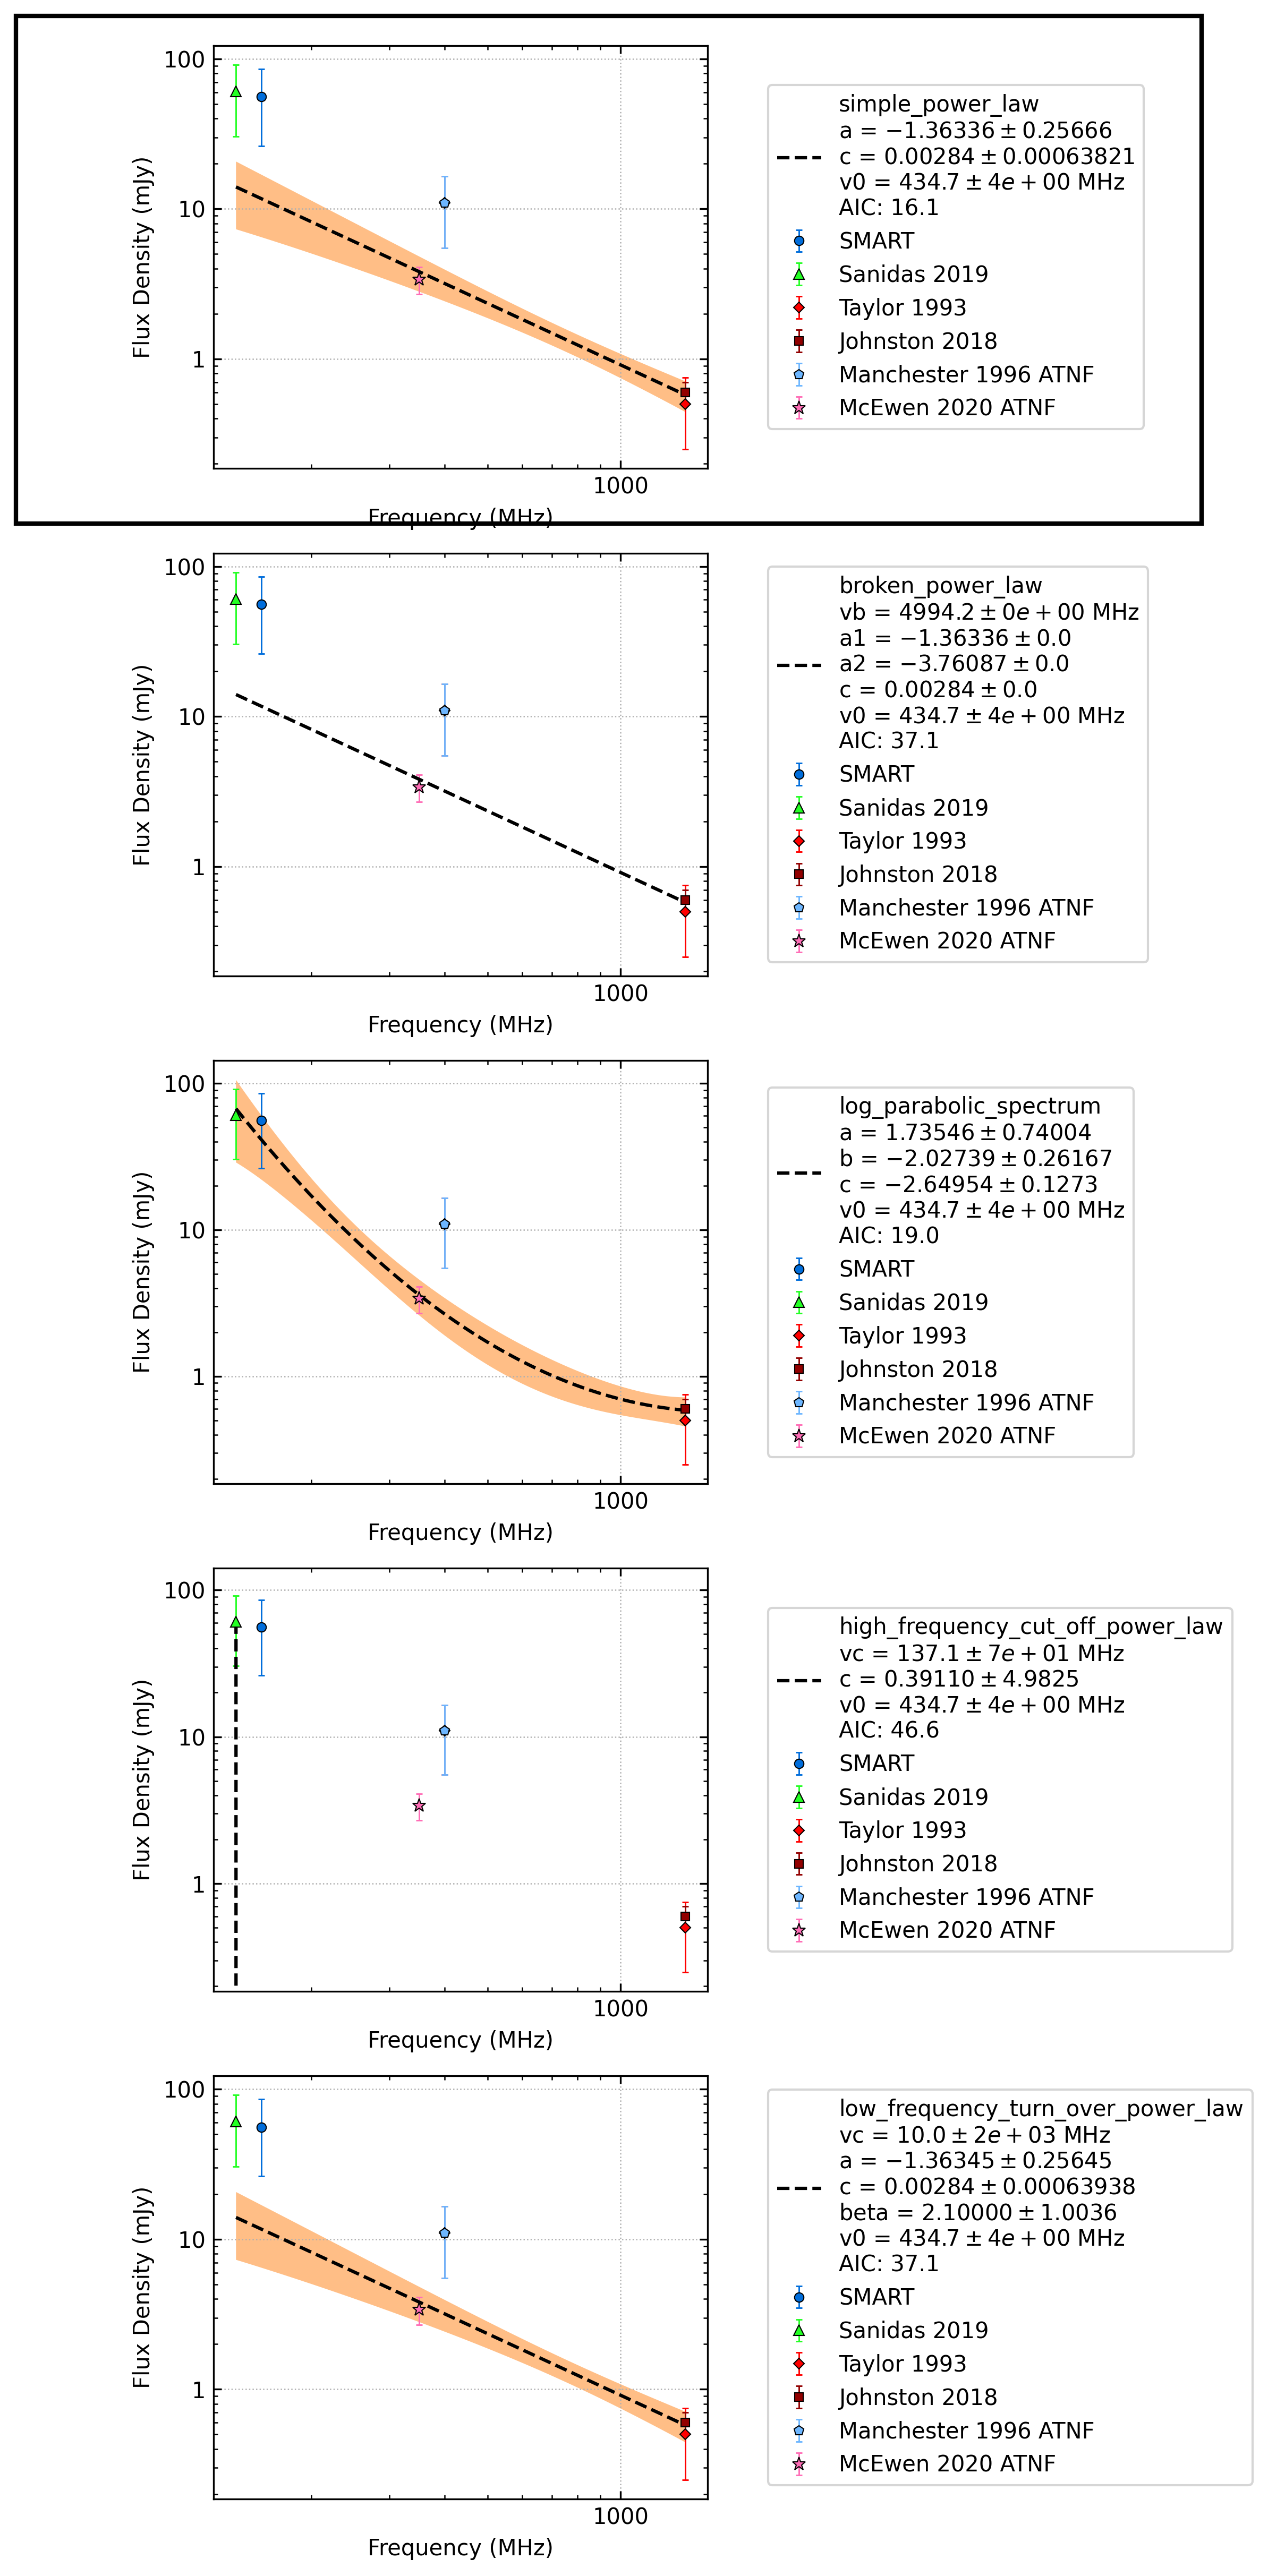 100
10
1
1000
Flux Density (mJy)
Frequency (MHz)
simple_power_law
a = −1.36336 ± 0.25666
c = 0.00284 ± 0.00063821
v0 = 434.7 ± 4e + 00 MHz
AIC: 16.1
SMART
Sanidas 2019
Taylor 1993
Johnston 2018
Manchester 1996 ATNF
McEwen 2020 ATNF
100
10
1
1000
Flux Density (mJy)
Frequency (MHz)
broken_power_law
vb = 4994.2 ± 0e + 00 MHz
a1 = −1.36336 ± 0.0
a2 = −3.76087 ± 0.0
c = 0.00284 ± 0.0
v0 = 434.7 ± 4e + 00 MHz
AIC: 37.1
SMART
Sanidas 2019
Taylor 1993
Johnston 2018
Manchester 1996 ATNF
McEwen 2020 ATNF
100
10
1
1000
Flux Density (mJy)
Frequency (MHz)
log_parabolic_spectrum
a = 1.73546 ± 0.74004
b = −2.02739 ± 0.26167
c = −2.64954 ± 0.1273
v0 = 434.7 ± 4e + 00 MHz
AIC: 19.0
SMART
Sanidas 2019
Taylor 1993
Johnston 2018
Manchester 1996 ATNF
McEwen 2020 ATNF
100
10
1
1000
Flux Density (mJy)
Frequency (MHz)
high_frequency_cut_off_power_law
vc = 137.1 ± 7e + 01 MHz
c = 0.39110 ± 4.9825
v0 = 434.7 ± 4e + 00 MHz
AIC: 46.6
SMART
Sanidas 2019
Taylor 1993
Johnston 2018
Manchester 1996 ATNF
McEwen 2020 ATNF
100
10
1
1000
Flux Density (mJy)
Frequency (MHz)
low_frequency_turn_over_power_law
vc = 10.0 ± 2e + 03 MHz
a = −1.36345 ± 0.25645
c = 0.00284 ± 0.00063938
beta = 2.10000 ± 1.0036
v0 = 434.7 ± 4e + 00 MHz
AIC: 37.1
SMART
Sanidas 2019
Taylor 1993
Johnston 2018
Manchester 1996 ATNF
McEwen 2020 ATNF